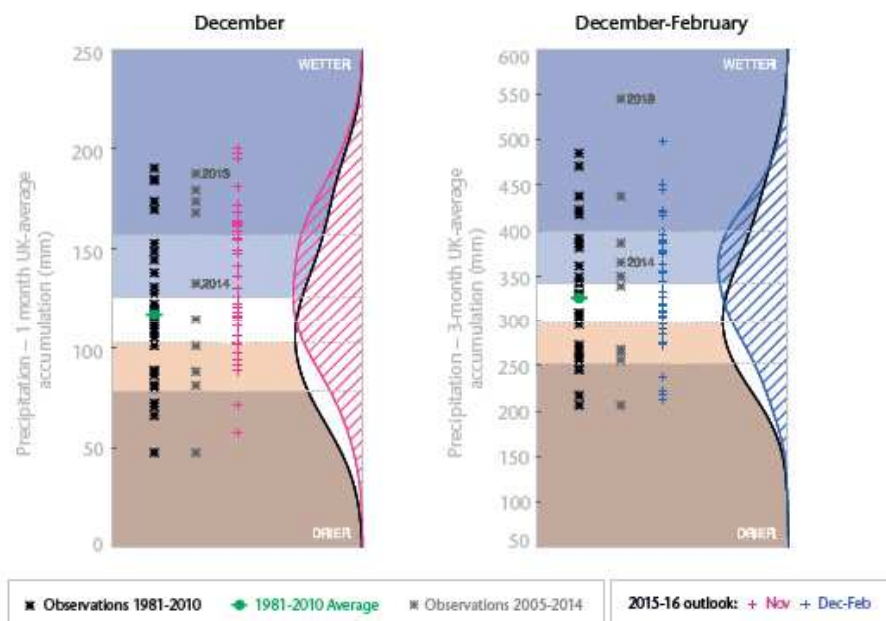 December
250
200
150
100
50
0
Precipitation – 1 month UK-average
accumulation (mm)
WETTER
2013
2014
DRIER
December-February
600
550
500
450
400
350
300
250
200
150
100
50
Precipitation – 3-month UK-average
accumulation (mm)
WETTER
2013
2014
DRIER
Observations 1981-2010
1981-2010 Average
Observations 2005-2014
2015-16 outlook: + Nov + Dec-Feb